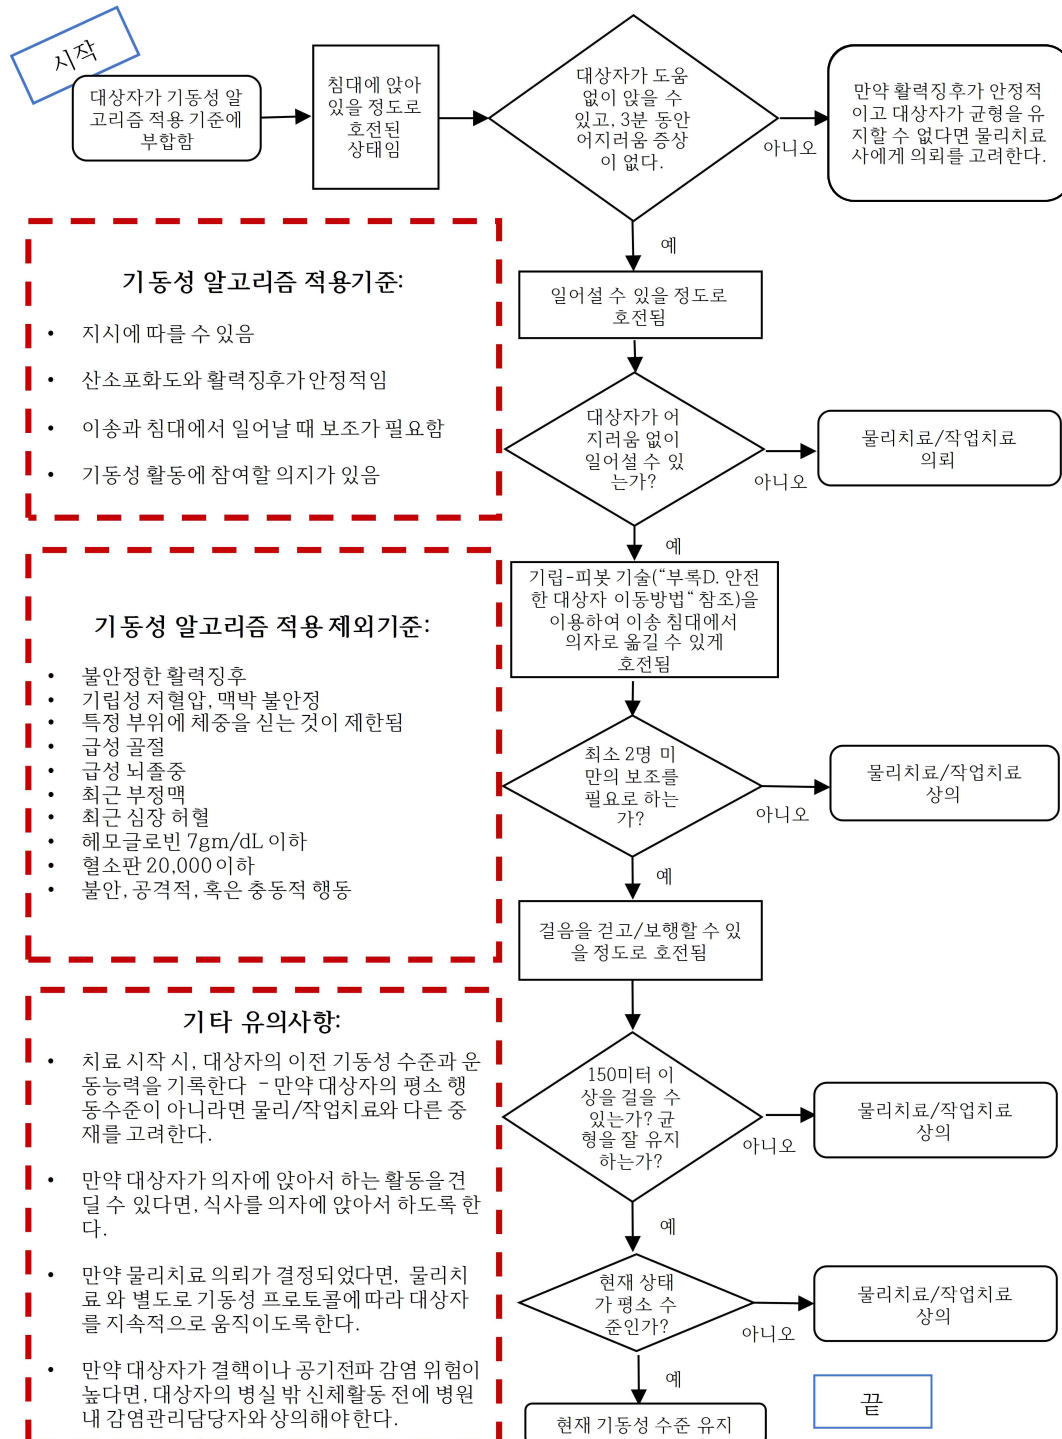 시작
대상자가 기동성 알
고리즘 적용 기준에
부합함
침대에 앉아
있을 정도로
호전된
상태임
대상자가 도움
없이 앉을 수
있고, 3분 동안
어지러움 증상
이 없다.
아니오
만약 활력징후가 안정적
이고 대상자가 균형을 유
지할 수 없다면 물리치료
사에게 의뢰를 고려한다.
예
일어설 수 있을 정도로
호전됨
대상자가 어
지러움 없이
일어설 수 있
는가?
아니오
물리치료/작업치료
의뢰
예
기립-피봇 기술("부록D. 안전
한 대상자 이동방법" 참조)을
이용하여 이송 침대에서
의자로 옮길 수 있게
호전됨
최소 2명 미
만의 보조를
필요로 하는
가?
아니오
물리치료/작업치료
상의
예
걸음을 걷고/보행할 수 있
을 정도로 호전됨
150미터 이
상을 걸을 수
있는가? 균
형을 잘 유지
하는가?
아니오
물리치료/작업치료
상의
예
현재 상태
가 평소 수
준인가?
아니오
물리치료/작업치료
상의
예
현재 기동성 수준 유지
끝
기동성 알고리즘 적용기준:
• 지시에 따를 수 있음
• 산소포화도와 활력징후가 안정적임
• 이송과 침대에서 일어날 때 보조가 필요함
• 기동성 활동에 참여할 의지가 있음
기동성 알고리즘 적용 제외기준:
• 불안정한 활력징후
• 기립성 저혈압, 맥박 불안정
• 특정 부위에 체중을 싣는 것이 제한됨
• 급성 골절
• 급성 뇌졸중
• 최근 부정맥
• 최근 심장 허혈
• 헤모글로빈 7gm/dL 이하
• 혈소판 20,000 이하
• 불안, 공격적, 혹은 충동적 행동
기타 유의사항:
• 치료 시작 시, 대상자의 이전 기동성 수준과 운
동능력을 기록한다 - 만약 대상자의 평소 행
동수준이 아니라면 물리/작업치료와 다른 중
재를 고려한다.
• 만약 대상자가 의자에 앉아서 하는 활동을 견
딜 수 있다면, 식사를 의자에 앉아서 하도록 한
다.
• 만약 물리치료 의뢰가 결정되었다면, 물리치
료 와 별도로 기동성 프로토콜에 따라 대상자
를 지속적으로 움직이도록한다.
• 만약 대상자가 결핵이나 공기전파 감염 위험이
높다면, 대상자의 병실 밖 신체활동 전에 병원
내 감염관리담당자와 상의해야 한다.